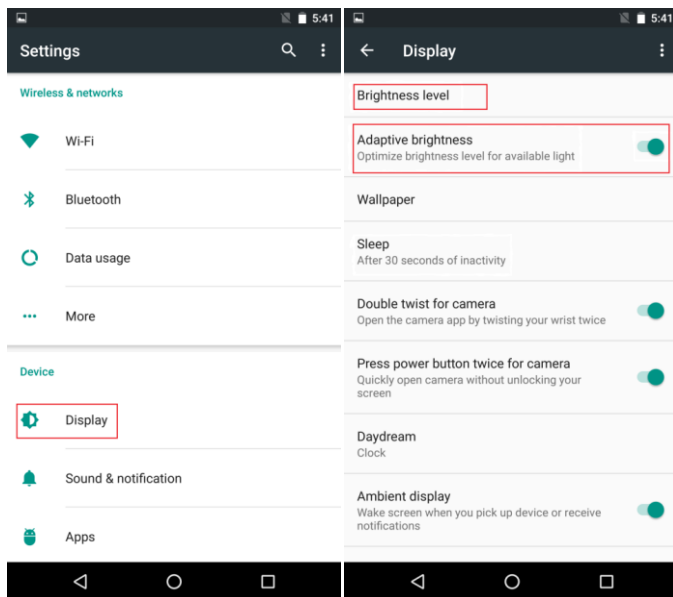 5:41
Settings
Wireless & networks
Wi-Fi
Bluetooth
Data usage
More
Device
Display
Sound & notification
Apps
5:41
Display
Brightness level
Adaptive brightness
Optimize brightness level for available light
Wallpaper
Sleep
After 30 seconds of inactivity
Double twist for camera
Open the camera app by twisting your wrist twice
Press power button twice for camera
Quickly open camera without unlocking your
screen
Daydream
Clock
Ambient display
Wake screen when you pick up device or receive
notifications